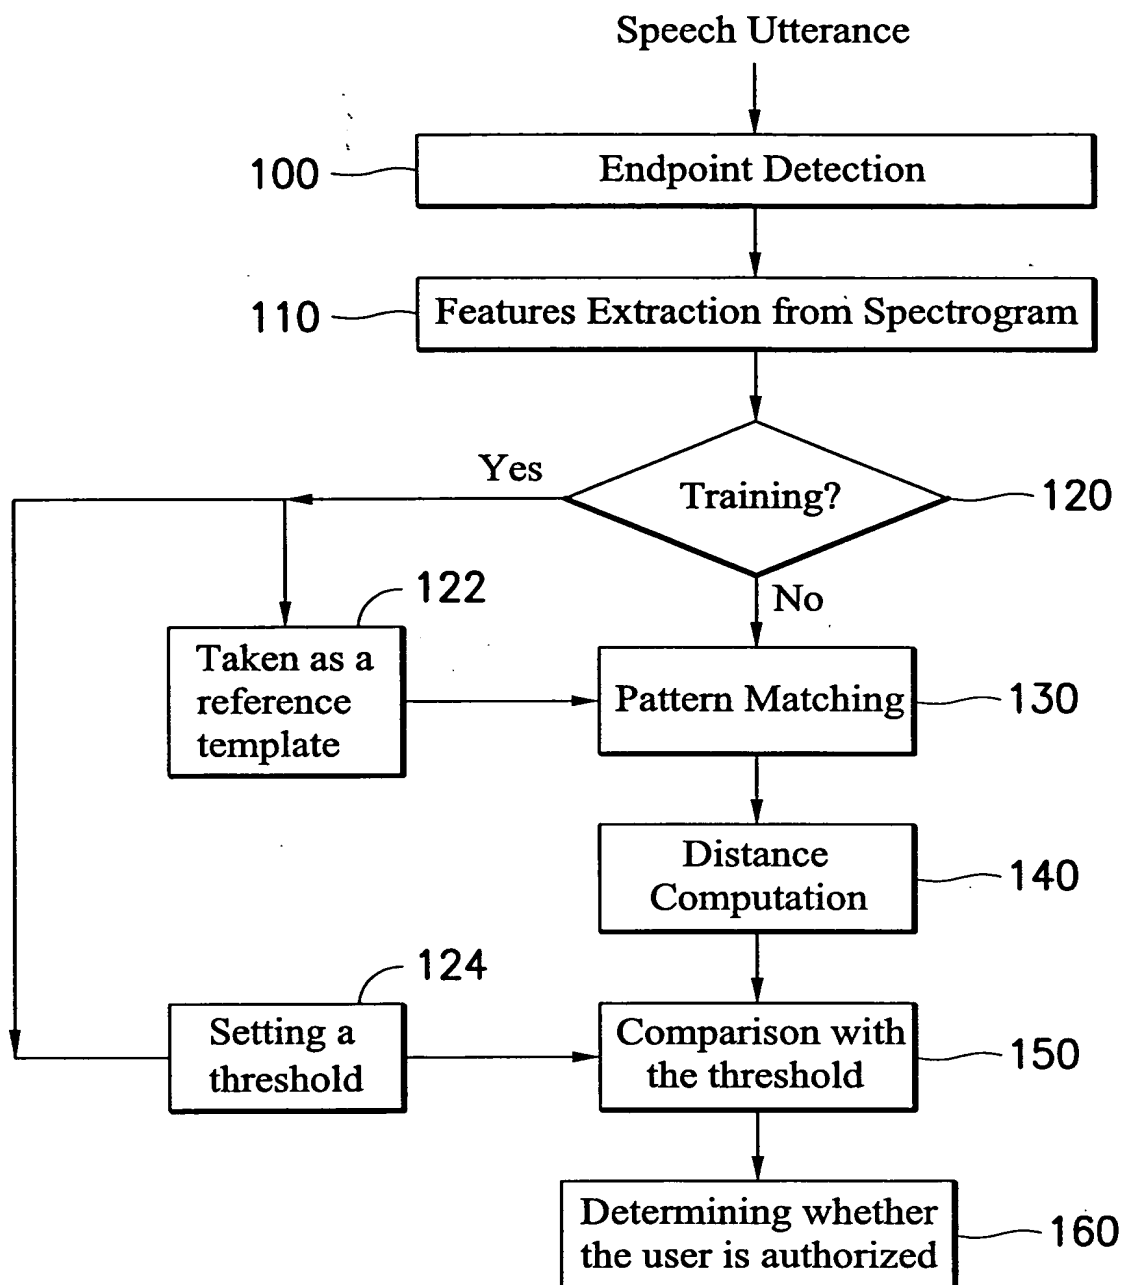 Speech Utterance
100
Endpoint Detection
110
Features Extraction from Spectrogram
Yes
Training?
120
No
122
Taken as a
reference
template
Pattern Matching
130
Distance
Computation
140
124
Setting a
threshold
Comparison with
the threshold
150
Determining whether
the user is authorized
160